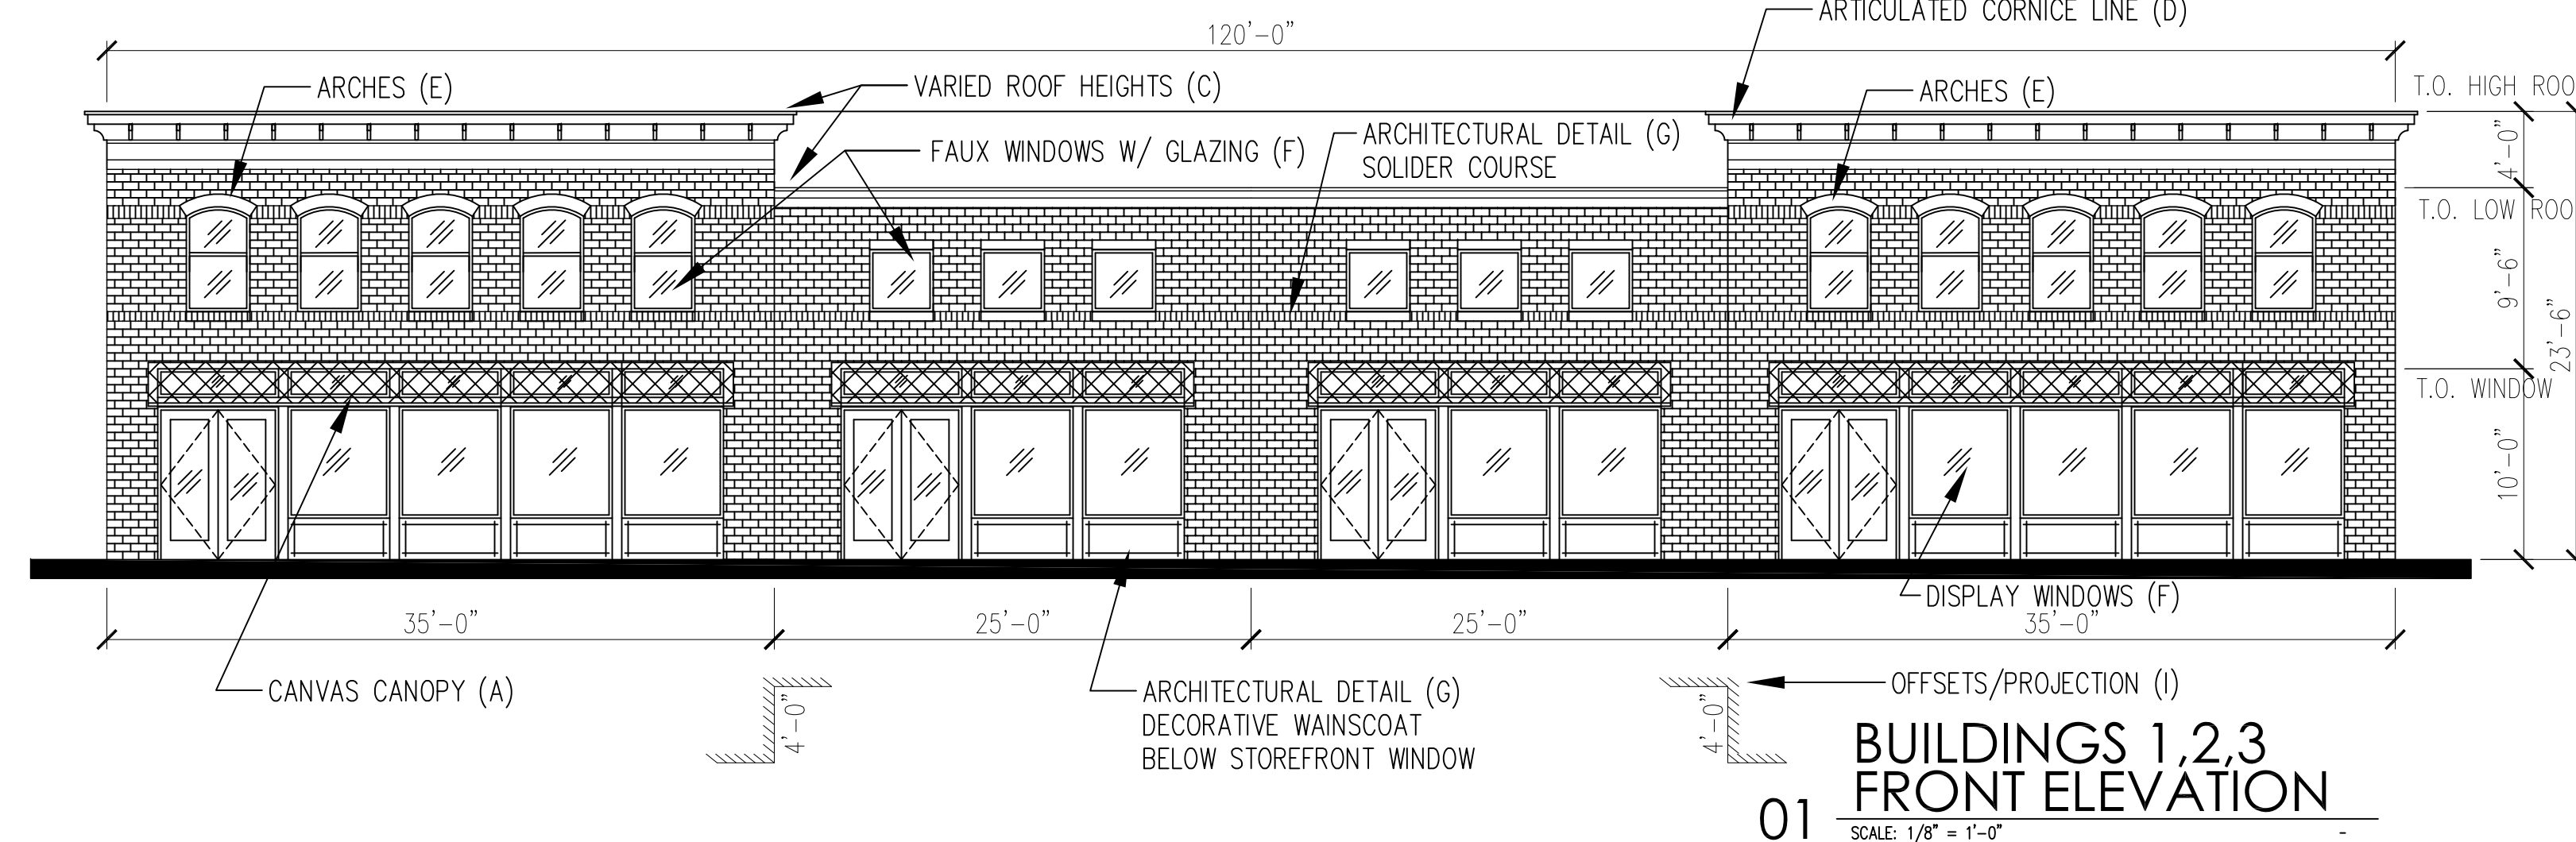 ARTICULATED CORNICE LINE (D)
120'-0"
ARCHES (E)
VARIED ROOF HEIGHTS (C)
ARCHES (E)
T.O. HIGH ROO
FAUX WINDOWS W/ GLAZING (F)
ARCHITECTURAL DETAIL (G)
SOLIDER COURSE
4'-0"
T.O. LOW ROO
9'-6"
23'-6"
T.O. WINDOW
10'-0"
DISPLAY WINDOWS (F)
35'-0"
25'-0"
25'-0"
35'-0"
CANVAS CANOPY (A)
4'-0"
ARCHITECTURAL DETAIL (G)
DECORATIVE WAINSCOAT
BELOW STOREFRONT WINDOW
4'-0"
OFFSETS/PROJECTION (I)
BUILDINGS 1,2,3
FRONT ELEVATION
01
SCALE: 1/8" = 1'-0"
-